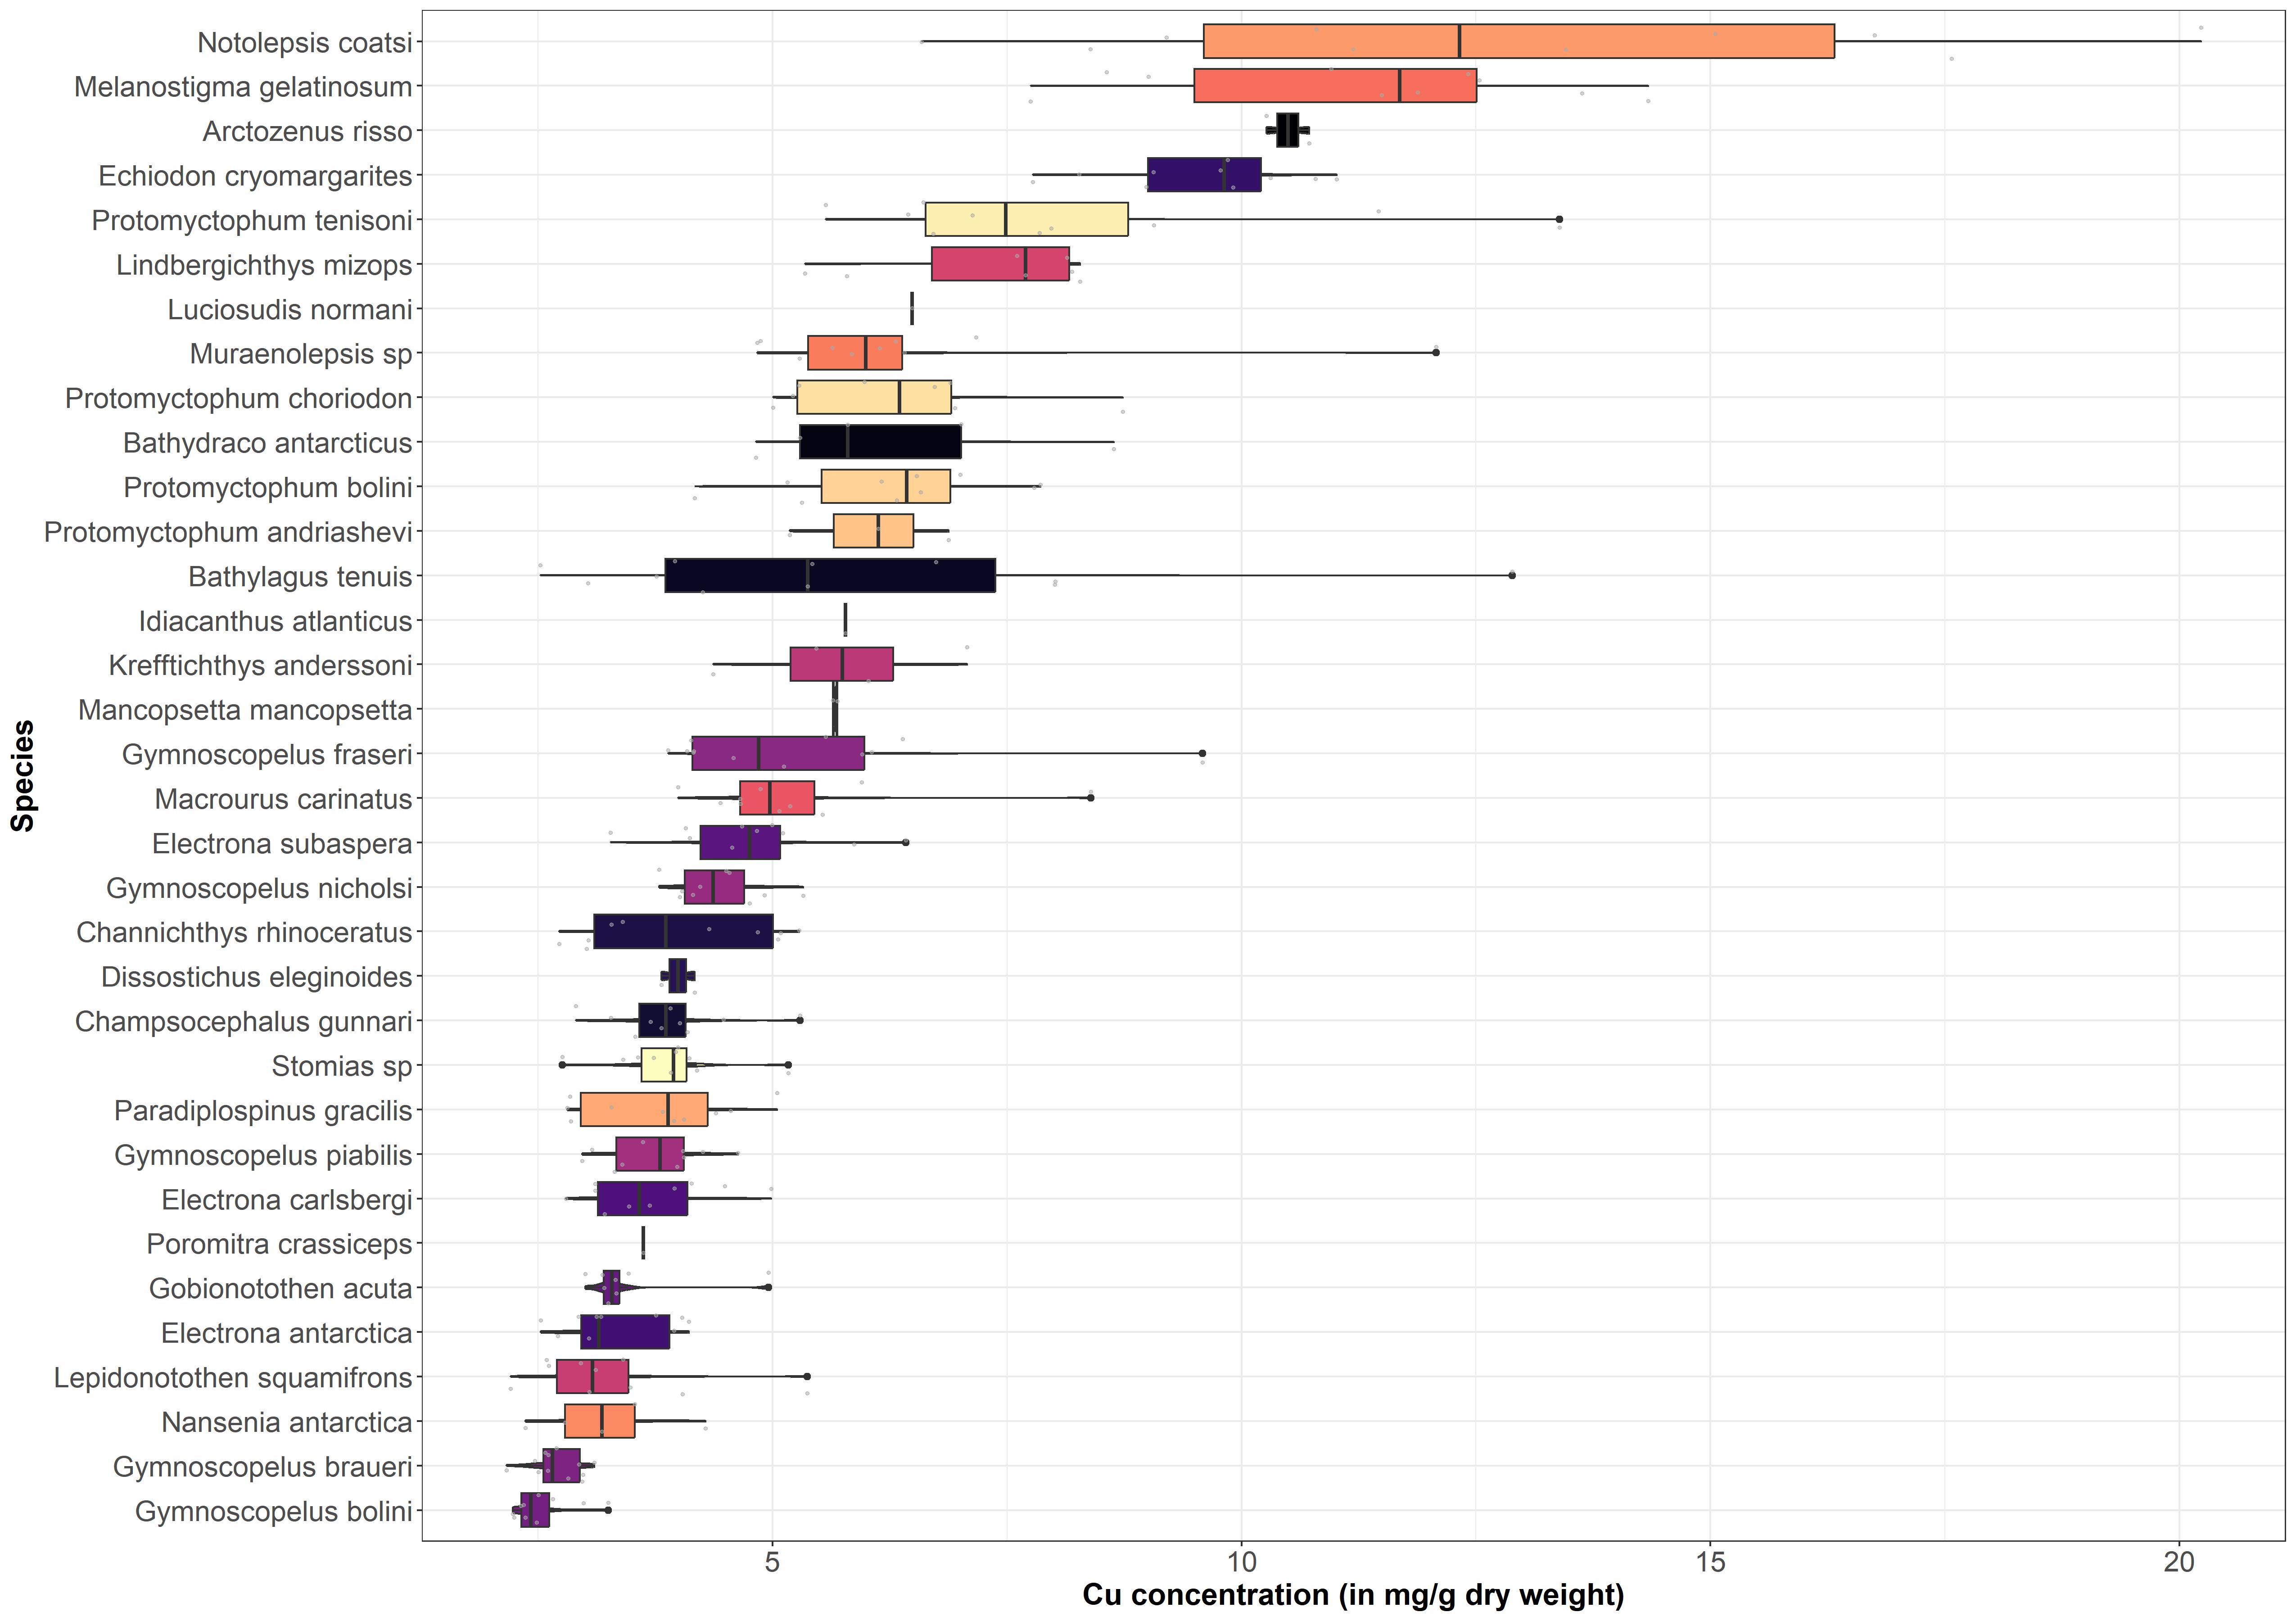 Notolepsis coatsi
Melanostigma gelatinosum
Arctozenus risso
Echiodon cryomargarites
Protomyctophum tenisoni
Lindbergichthys mizops
Luciosudis normani
Muraenolepsis sp
Protomyctophum choriodon
Bathydraco antarcticus
Protomyctophum bolini
Protomyctophum andriashevi
Bathylagus tenuis
Idiacanthus atlanticus
Krefftichthys anderssoni
Mancopsetta mancopsetta
Gymnoscopelus fraseri
Macrourus carinatus
Electrona subaspera
Gymnoscopelus nicholsi
Channichthys rhinoceratus
Dissostichus eleginoides
Champsocephalus gunnari
Stomias sp
Paradiplospinus gracilis
Gymnoscopelus piabilis
Electrona carlsbergi
Poromitra crassiceps
Gobionotothen acuta
Electrona antarctica
Lepidonotothen squamifrons
Nansenia antarctica
Gymnoscopelus braueri
Gymnoscopelus bolini
Species
5 10 15 20
Cu concentration (in mg/g dry weight)